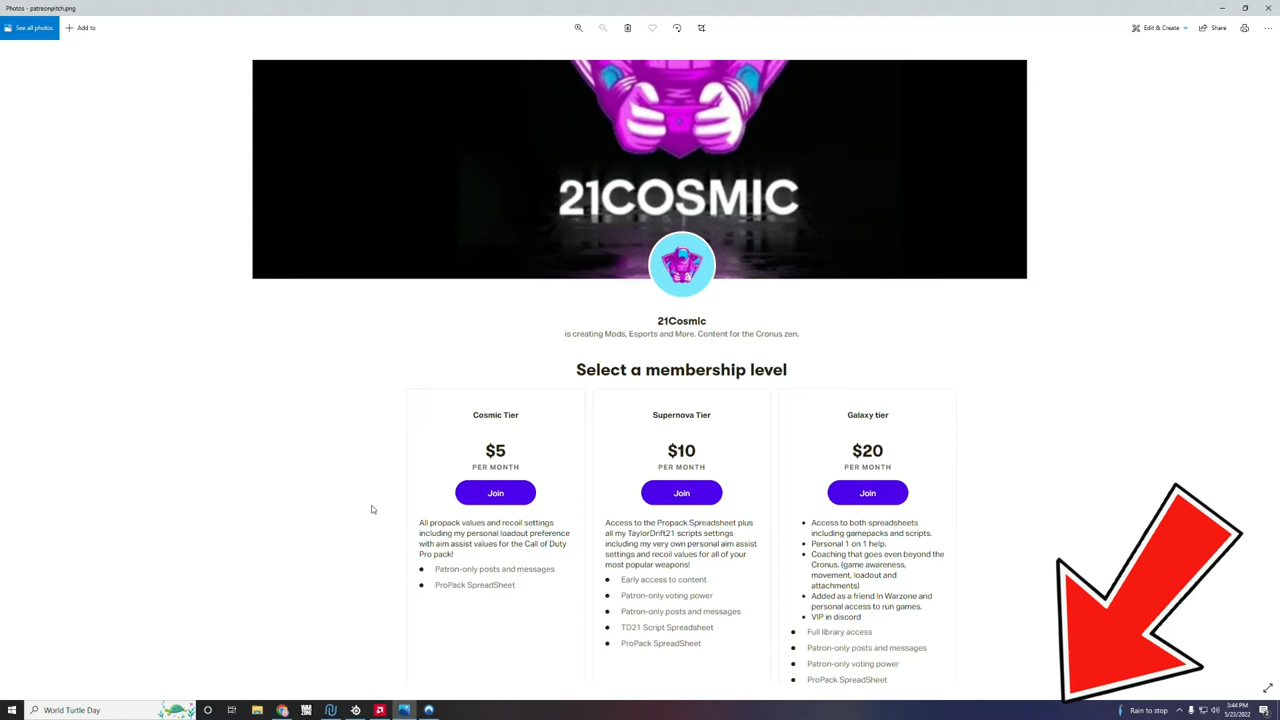 Photos - patreonpitch.png
See all photos
Add to
Edit & Create
Share
21COSMIC
21Cosmic
is creating Mods, Esports and More. Content for the Cronus zen.
Select a membership level
Cosmic Tier
$5
PER MONTH
Join
All propack values and recoil settings
including my personal loadout preference
with aim assist values for the Call of Duty
Pro pack!
Patron-only posts and messages
ProPack SpreadSheet
Supernova Tier
$10
PER MONTH
Join
Access to the Propack Spreadsheet plus
all my TaylorDrift21 scripts settings
including my very own personal aim assist
settings and recoil values for all of your
most popular weapons!
Early access to content
Patron-only voting power
Patron-only posts and messages
TD21 Script Spreadsheet
ProPack SpreadSheet
Galaxy tier
$20
PER MONTH
Join
Access to both spreadsheets
including gamepacks and scripts.
Personal 1 on 1 help.
Coaching that goes even beyond the
Cronus. (game awareness,
movement, loadout and
attachments)
Added as a friend in Warzone and
personal access to run games.
VIP in discord
Full library access
Patron-only posts and messages
Patron-only voting power
ProPack SpreadSheet
World Turtle Day
Rain to stop
3:44 PM
5/23/2022